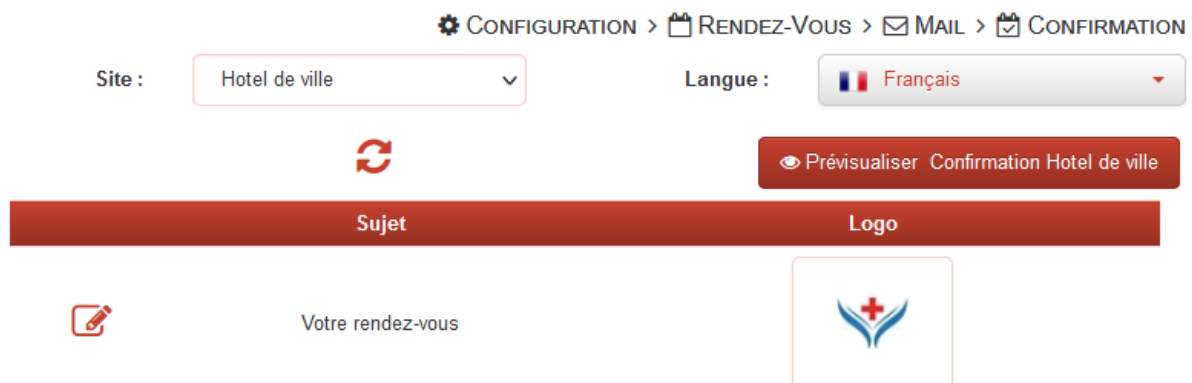 Configuration > Rendez-Vous > Mail > Confirmation
Site : Hotel de ville Langue : Français
Prévisualiser Confirmation Hotel de ville
Sujet Logo
Votre rendez-vous